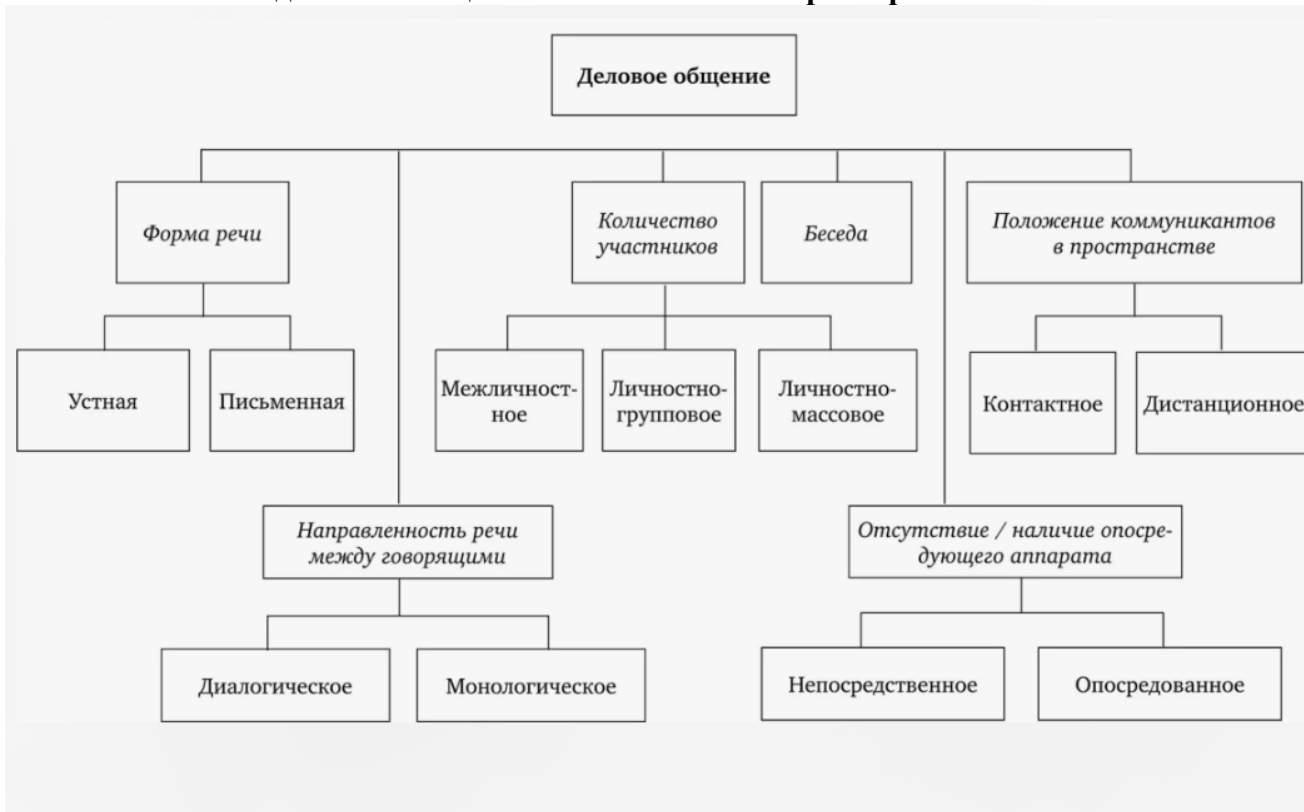 Деловое общение
Форма речи
Количество
участников
Беседа
Положение коммуникантов
в пространстве
Устная
Письменная
Межличност-
ное
Личностно-
групповое
Личностно-
массовое
Контактное
Дистанционное
Направленность речи
между говорящими
Отсутствие / наличие опосре-
дующего аппарата
Диалогическое
Монологическое
Непосредственное
Опосредованное